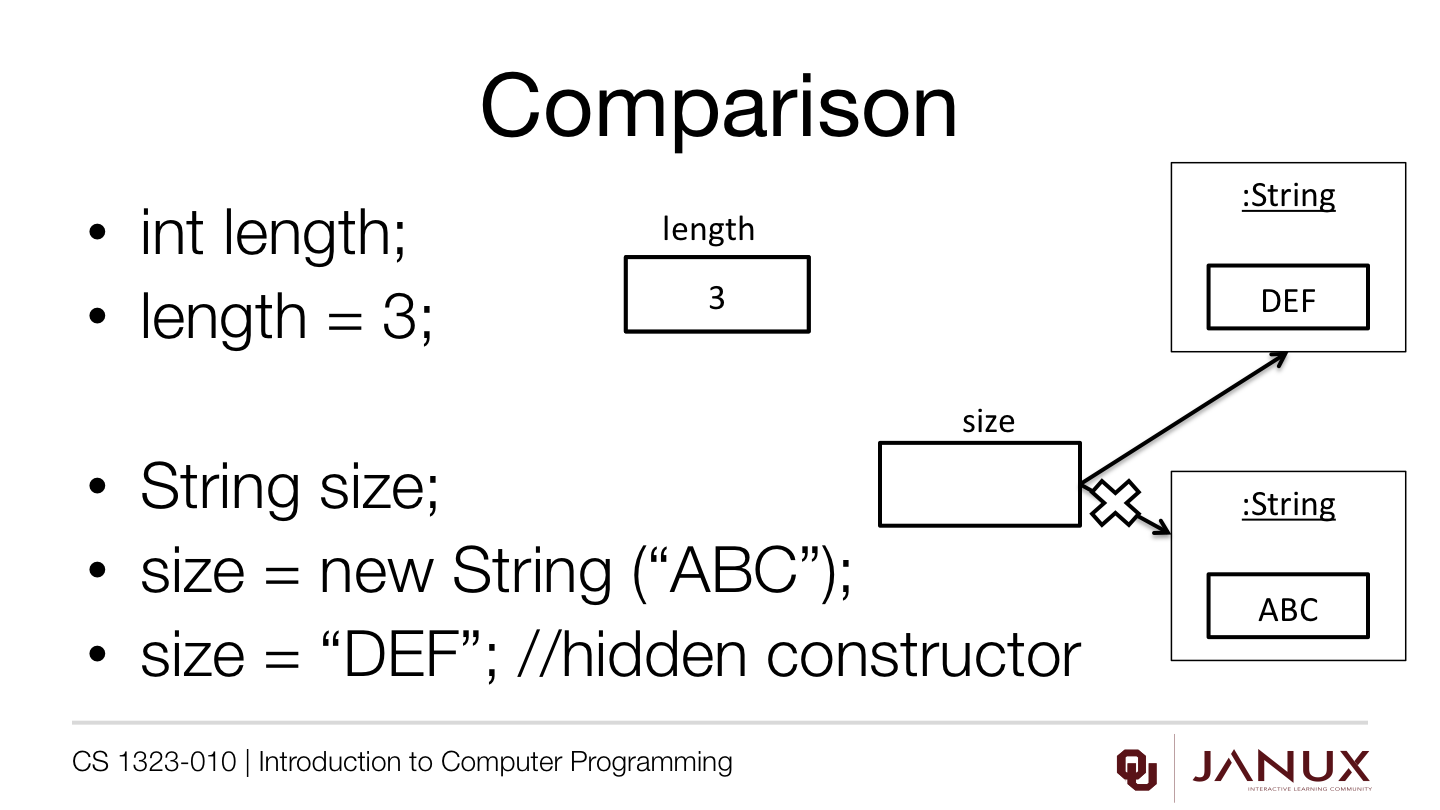 Comparison
• int length;
• length = 3;
length
3
:String
DEF
size
• String size;
• size = new String (“ABC”);
• size = “DEF”; //hidden constructor
:String
ABC
CS 1323-010 | Introduction to Computer Programming
OU
JANUX
INTERACTIVE LEARNING COMMUNITY